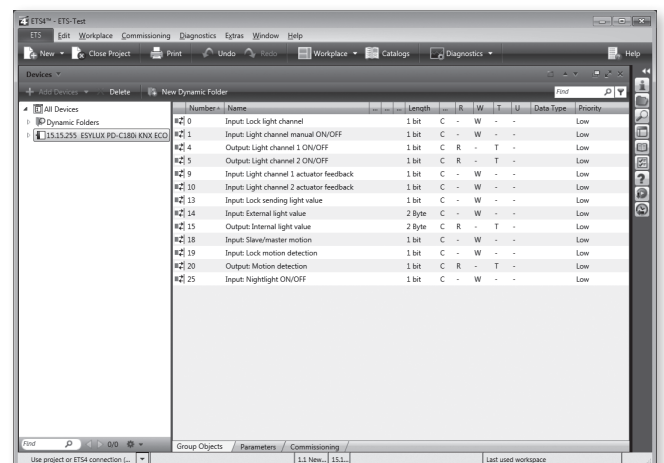 ETS4™ - ETS-Test
ETS Edit Workplace Commissioning Diagnostics Extras Window Help
New Close Project Print Undo Redo Workplace Catalogs Diagnostics Help
Devices
Add Devices Delete New Dynamic Folder Find
All Devices
Dynamic Folders
15.15.255 ESYLUX PD-C180i KNX ECO
Number Name ... ... ... Length ... R W T U Data Type Priority
0 Input: Lock light channel 1 bit C - W - - Low
1 Input: Light channel manual ON/OFF 1 bit C - W - - Low
4 Output: Light channel 1 ON/OFF 1 bit C R - T - Low
5 Output: Light channel 2 ON/OFF 1 bit C R - T - Low
9 Input: Light channel 1 actuator feedback 1 bit C - W - - Low
10 Input: Light channel 2 actuator feedback 1 bit C - W - - Low
13 Input: Lock sending light value 1 bit C - W - - Low
14 Input: External light value 2 Byte C - W - - Low
15 Output: Internal light value 2 Byte C R - T - Low
18 Input: Slave/master motion 1 bit C - W - - Low
19 Input: Lock motion detection 1 bit C - W - - Low
20 Output: Motion detection 1 bit C R - T - Low
25 Input: Nightlight ON/OFF 1 bit C - W - - Low
Find 0/0
Group Objects Parameters Commissioning
Use project or ETS4 connection (... 1.1 New... 15.1... Last used workspace